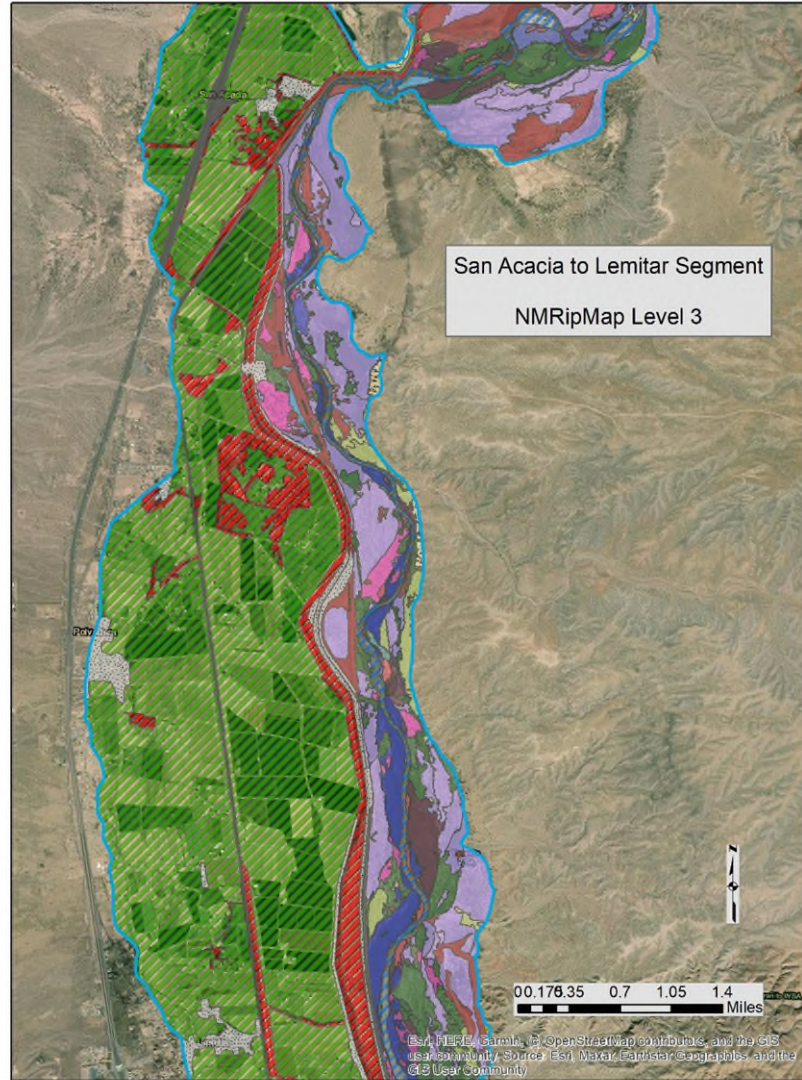 San Acacia
San Acacia to Lemitar Segment
NMRipMap Level 3
0 0.175 0.35 0.7 1.05 1.4
Miles
Esri, HERE, Garmin, (c) OpenStreetMap contributors, and the GIS
user community, Source: Esri, Maxar, Earthstar Geographics, and the
GIS User Community